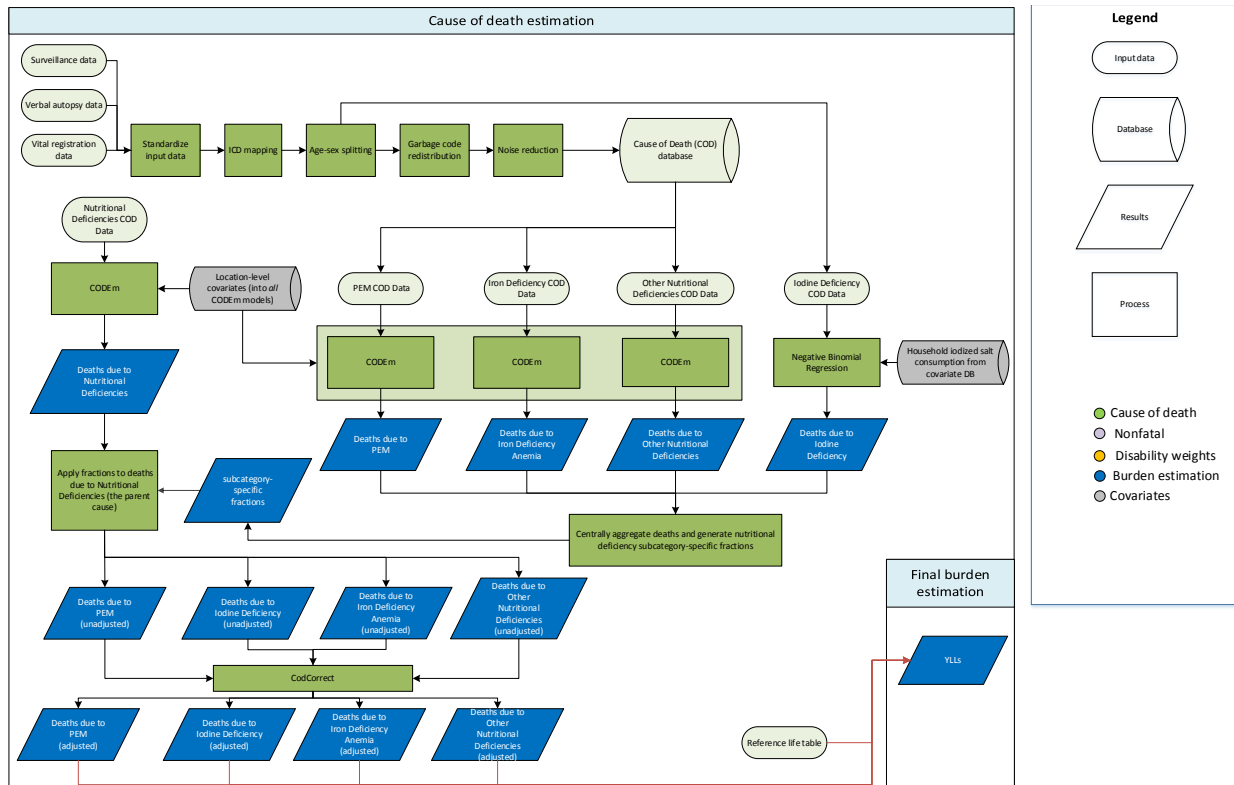 Cause of death estimation
Legend
Surveillance data
Verbal autopsy data
Vital registration
data
Standardize
input data
ICD mapping
Age-sex splitting
Garbage code
redistribution
Noise reduction
Cause of Death (COD)
database
Input data
Database
Results
Process
Nutritional
Deficiencies COD
Data
CODEm
Location-level
covariates (into all
CODEm models)
PEM COD Data
Iron Deficiency COD
Data
Other Nutritional
Deficiencies COD Data
Iodine Deficiency
COD Data
CODEm
CODEm
CODEm
Negative Binomial
Regression
Household iodized salt
consumption from
covariate DB
Deaths due to
Nutritional
Deficiencies
Deaths due to
PEM
Deaths due to
Iron Deficiency
Anemia
Deaths due to
Other Nutritional
Deficiencies
Deaths due to
Iodine
Deficiency
Cause of death
Nonfatal
Disability weights
Burden estimation
Covariates
Apply fractions to deaths
due to Nutritional
Deficiencies (the parent
cause)
subcategory-
specific
fractions
Centrally aggregate deaths and generate nutritional
deficiency subcategory-specific fractions
Deaths due to
PEM
(unadjusted)
Deaths due to
Iodine Deficiency
(unadjusted)
Deaths due to
Iron Deficiency
Anemia
(unadjusted)
Deaths due to
Other
Nutritional
Deficiencies (unadjusted)
Final burden
estimation
YLLs
CodCorrect
Deaths due to
PEM
(adjusted)
Deaths due to
Iodine Deficiency
(adjusted)
Deaths due to
Iron Deficiency
Anemia
(adjusted)
Deaths due to
Other
Nutritional
Deficiencies
(adjusted)
Reference life table